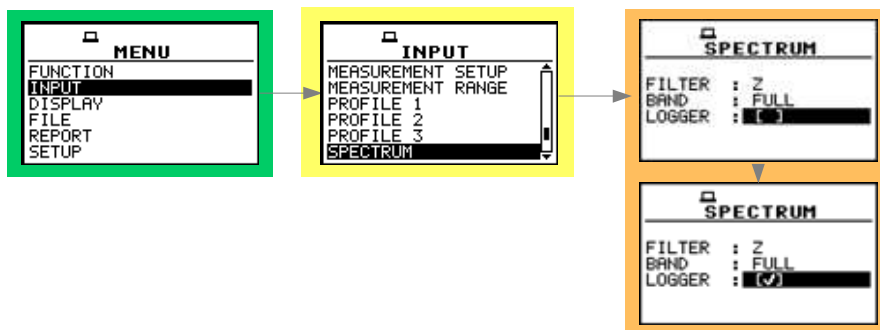 MENU
FUNCTION
INPUT
DISPLAY
FILE
REPORT
SETUP
INPUT
MEASUREMENT SETUP
MEASUREMENT RANGE
PROFILE 1
PROFILE 2
PROFILE 3
SPECTRUM
SPECTRUM
FILTER : Z
BAND : FULL
LOGGER : [ ]
SPECTRUM
FILTER : Z
BAND : FULL
LOGGER : [✓]